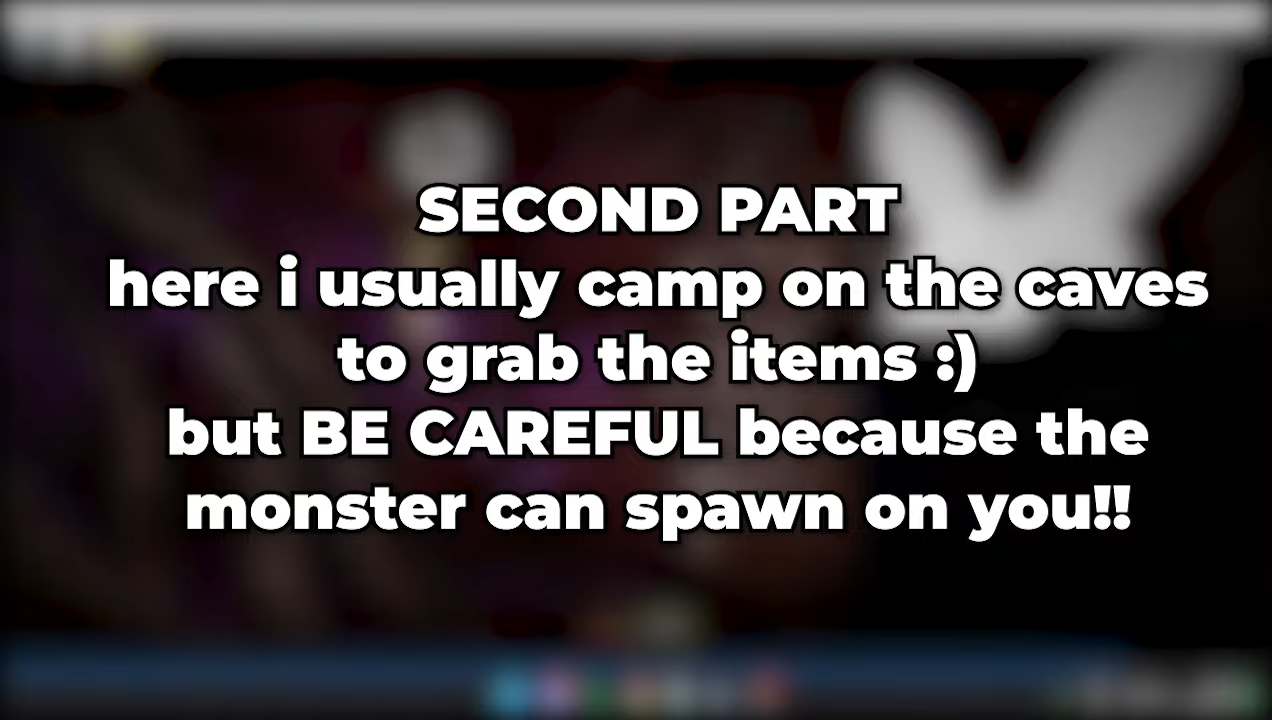 SECOND PART
here i usually camp on the caves
to grab the items :)
but BE CAREFUL because the
monster can spawn on you!!